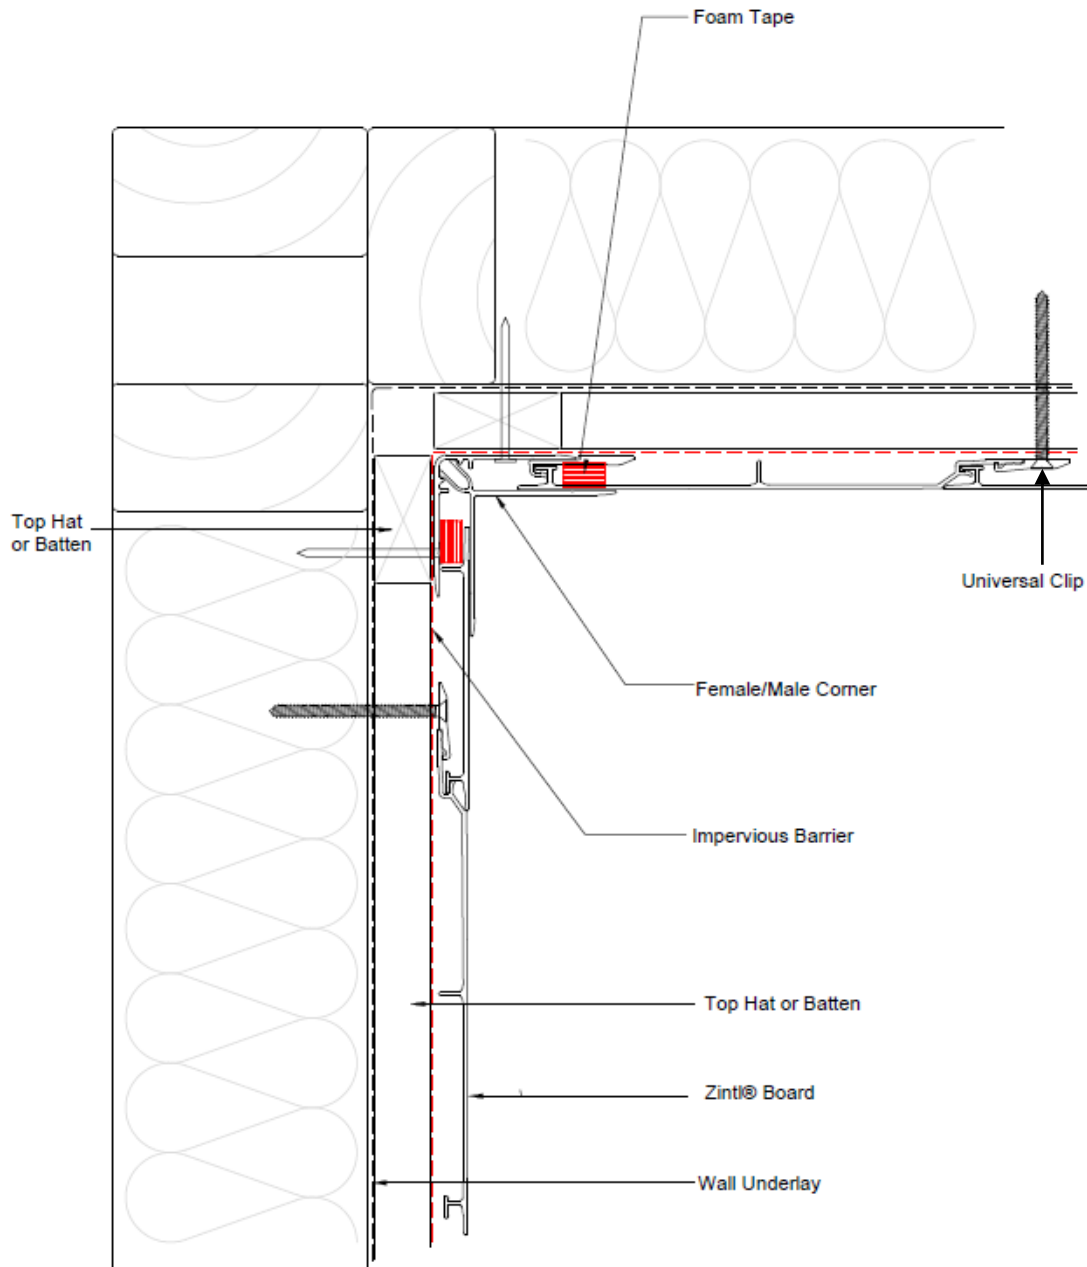 Foam Tape
Top Hat
or Batten
Universal Clip
Female/Male Corner
Impervious Barrier
Top Hat or Batten
Zintl® Board
Wall Underlay